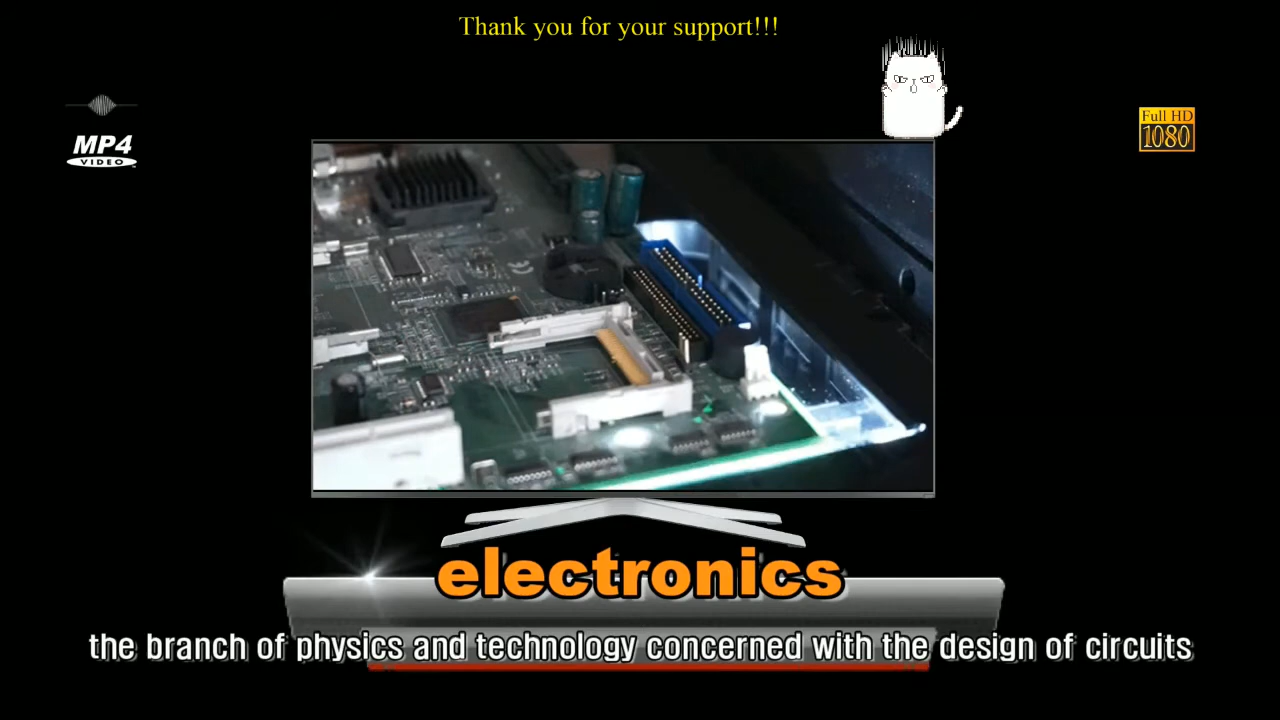 Thank you for your support!!!
MP4
VIDEO
Full HD
1080
CE
electronics
the branch of physics and technology concerned with the design of circuits